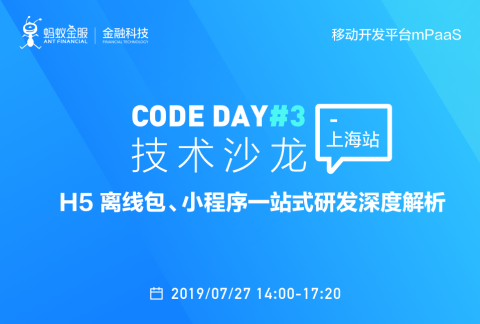 蚂蚁金服 金融科技 移动开发平台mPaaS
ANT FINANCIAL FINANCIAL TECHNOLOGY
CODE DAY#3
技术沙龙
-上海站
H5 离线包、小程序一站式研发深度解析
2019/07/27 14:00-17:20